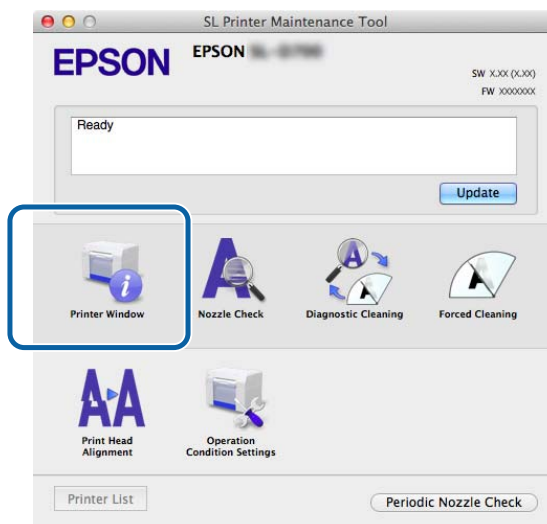 SL Printer Maintenance Tool
EPSON
EPSON
SW X.XX (X.XX)
FW XXXXXXX
Ready
Update
Printer Window
Nozzle Check
Diagnostic Cleaning
Forced Cleaning
Print Head
Alignment
Operation
Condition Settings
Printer List
Periodic Nozzle Check